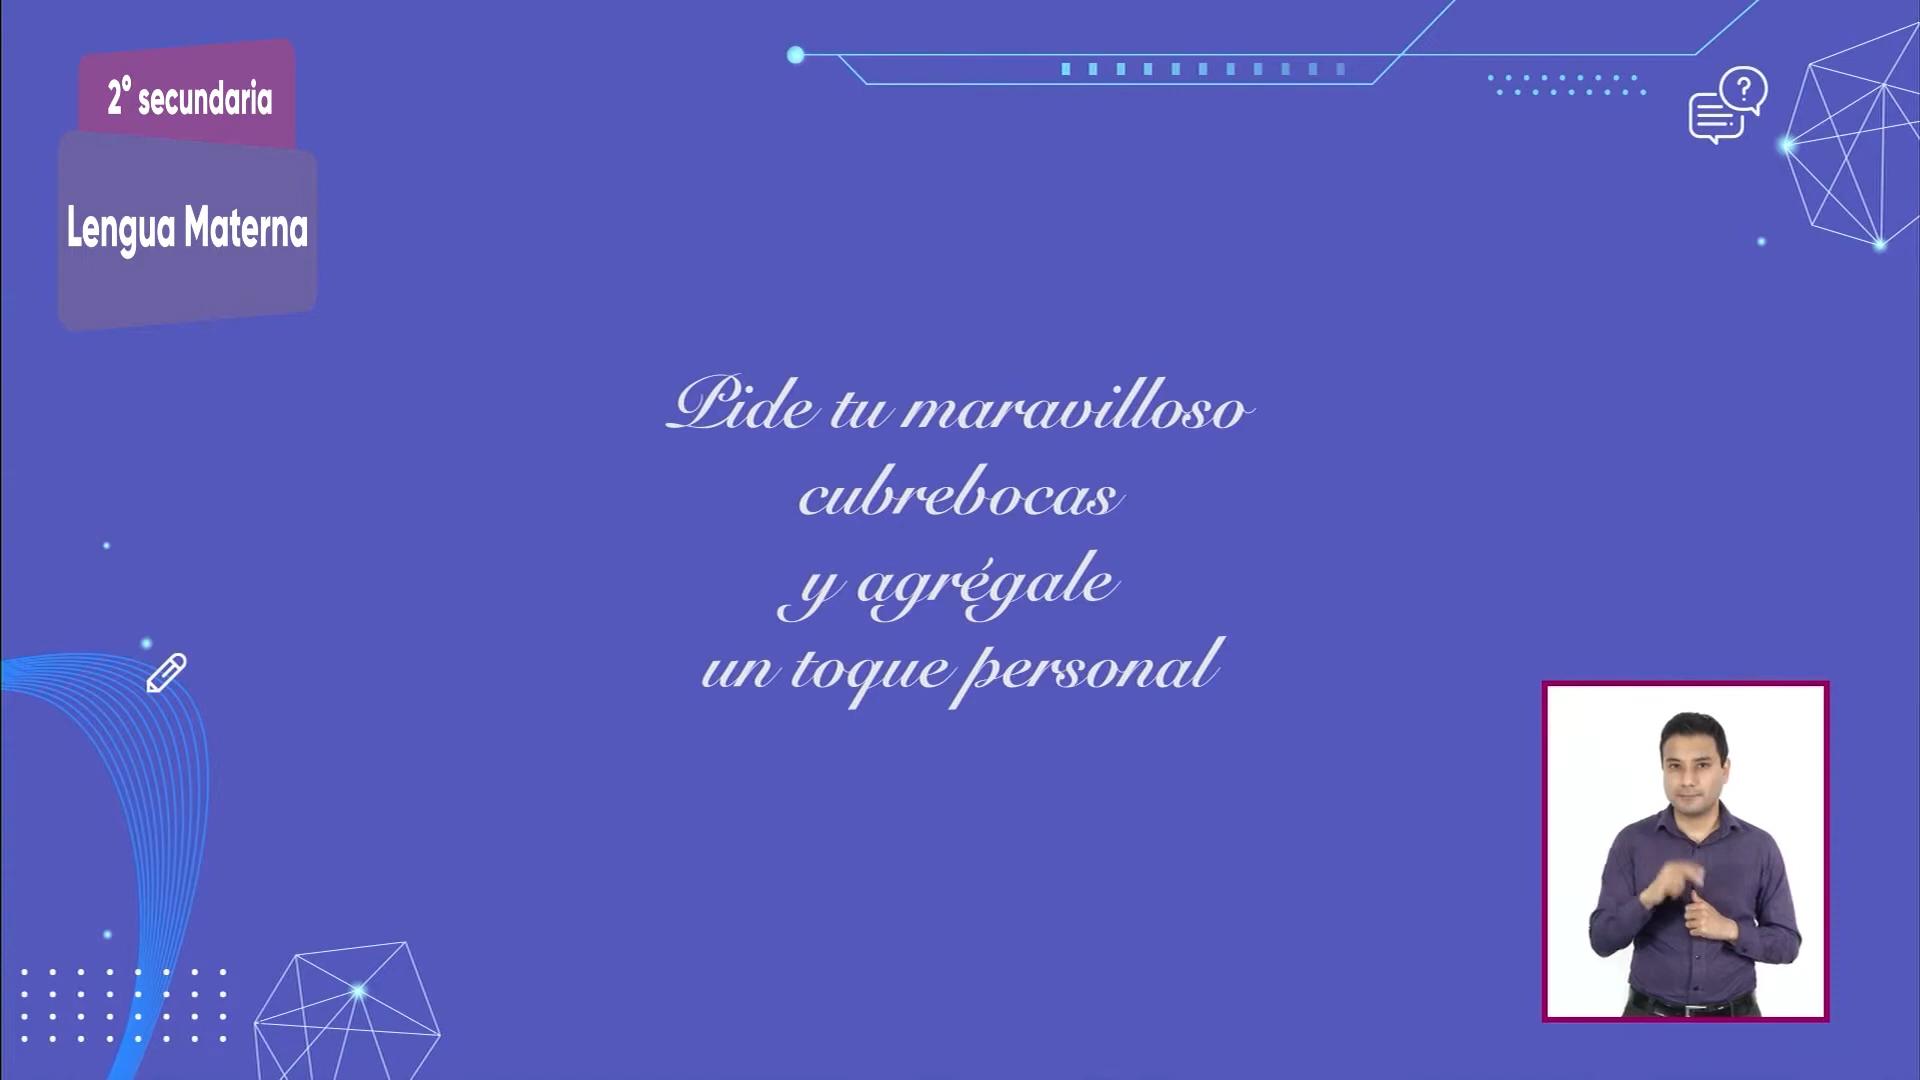 2° secundaria
Lengua Materna
Pide tu maravilloso
cubrebocas
y agrégale
un toque personal